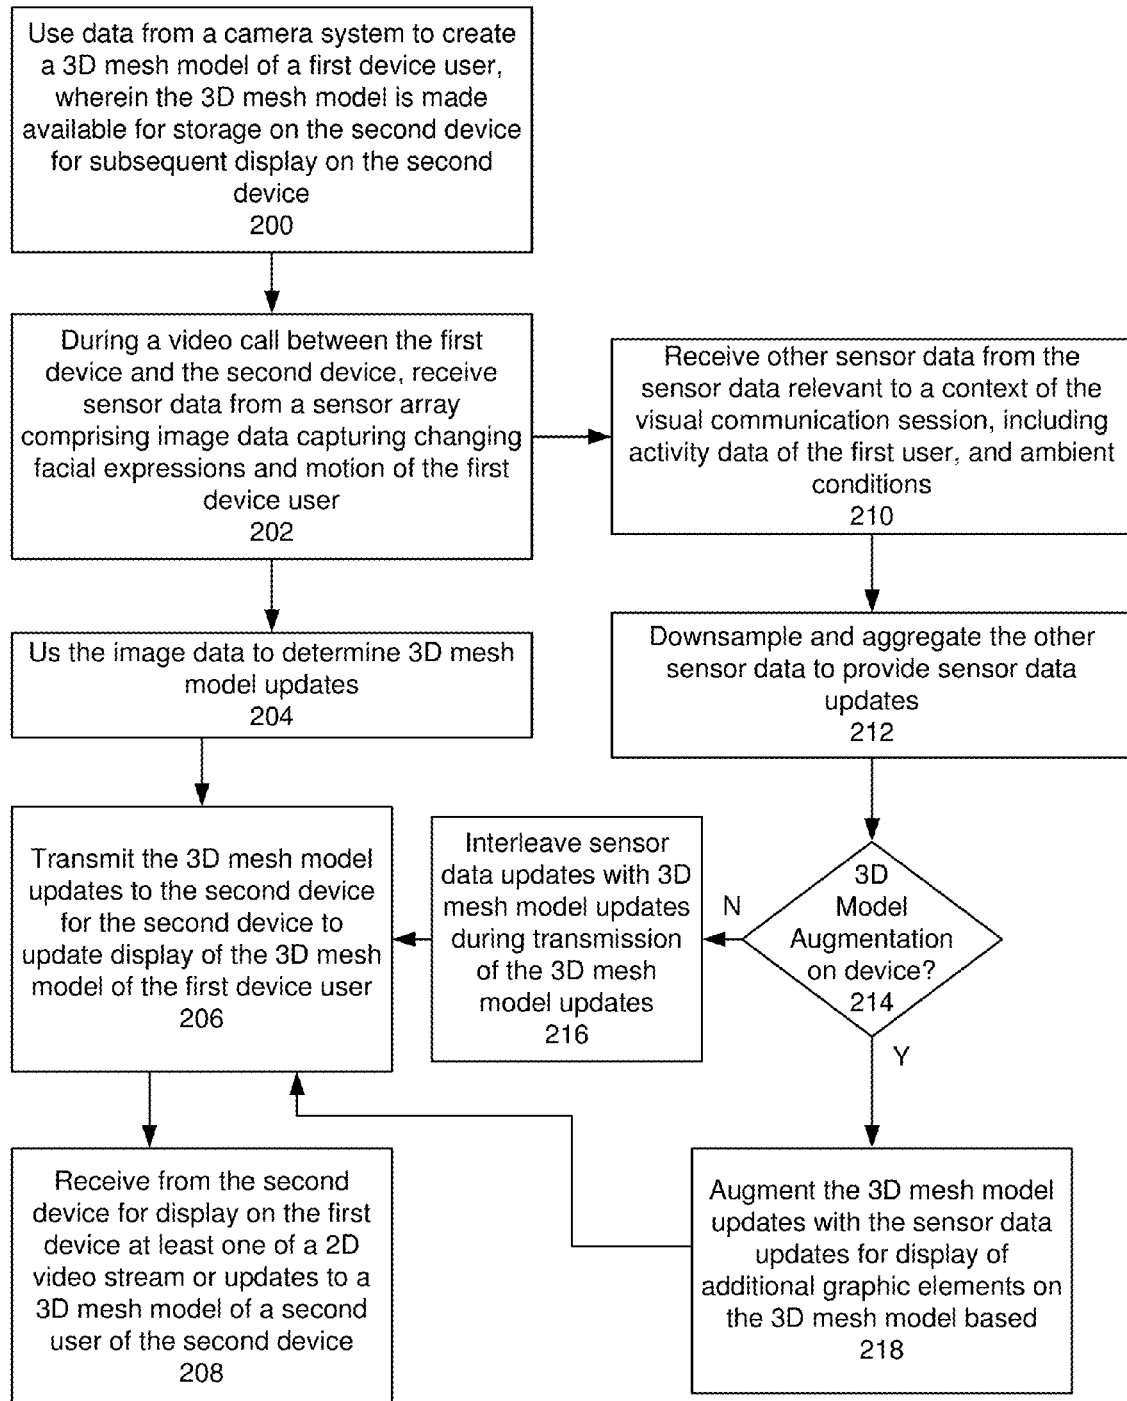 Use data from a camera system to create
a 3D mesh model of a first device user,
wherein the 3D mesh model is made
available for storage on the second device
for subsequent display on the second
device
200
During a video call between the first
device and the second device, receive
sensor data from a sensor array
comprising image data capturing changing
facial expressions and motion of the first
device user
202
Receive other sensor data from the
sensor data relevant to a context of the
visual communication session, including
activity data of the first user, and ambient
conditions
210
Us the image data to determine 3D mesh
model updates
204
Downsample and aggregate the other
sensor data to provide sensor data
updates
212
Transmit the 3D mesh model
updates to the second device
for the second device to
update display of the 3D mesh
model of the first device user
206
Interleave sensor
data updates with 3D
mesh model updates
during transmission
of the 3D mesh
model updates
216
N
3D
Model
Augmentation
on device?
214
Y
Receive from the second
device for display on the first
device at least one of a 2D
video stream or updates to a
3D mesh model of a second
user of the second device
208
Augment the 3D mesh model
updates with the sensor data
updates for display of
additional graphic elements on
the 3D mesh model based
218